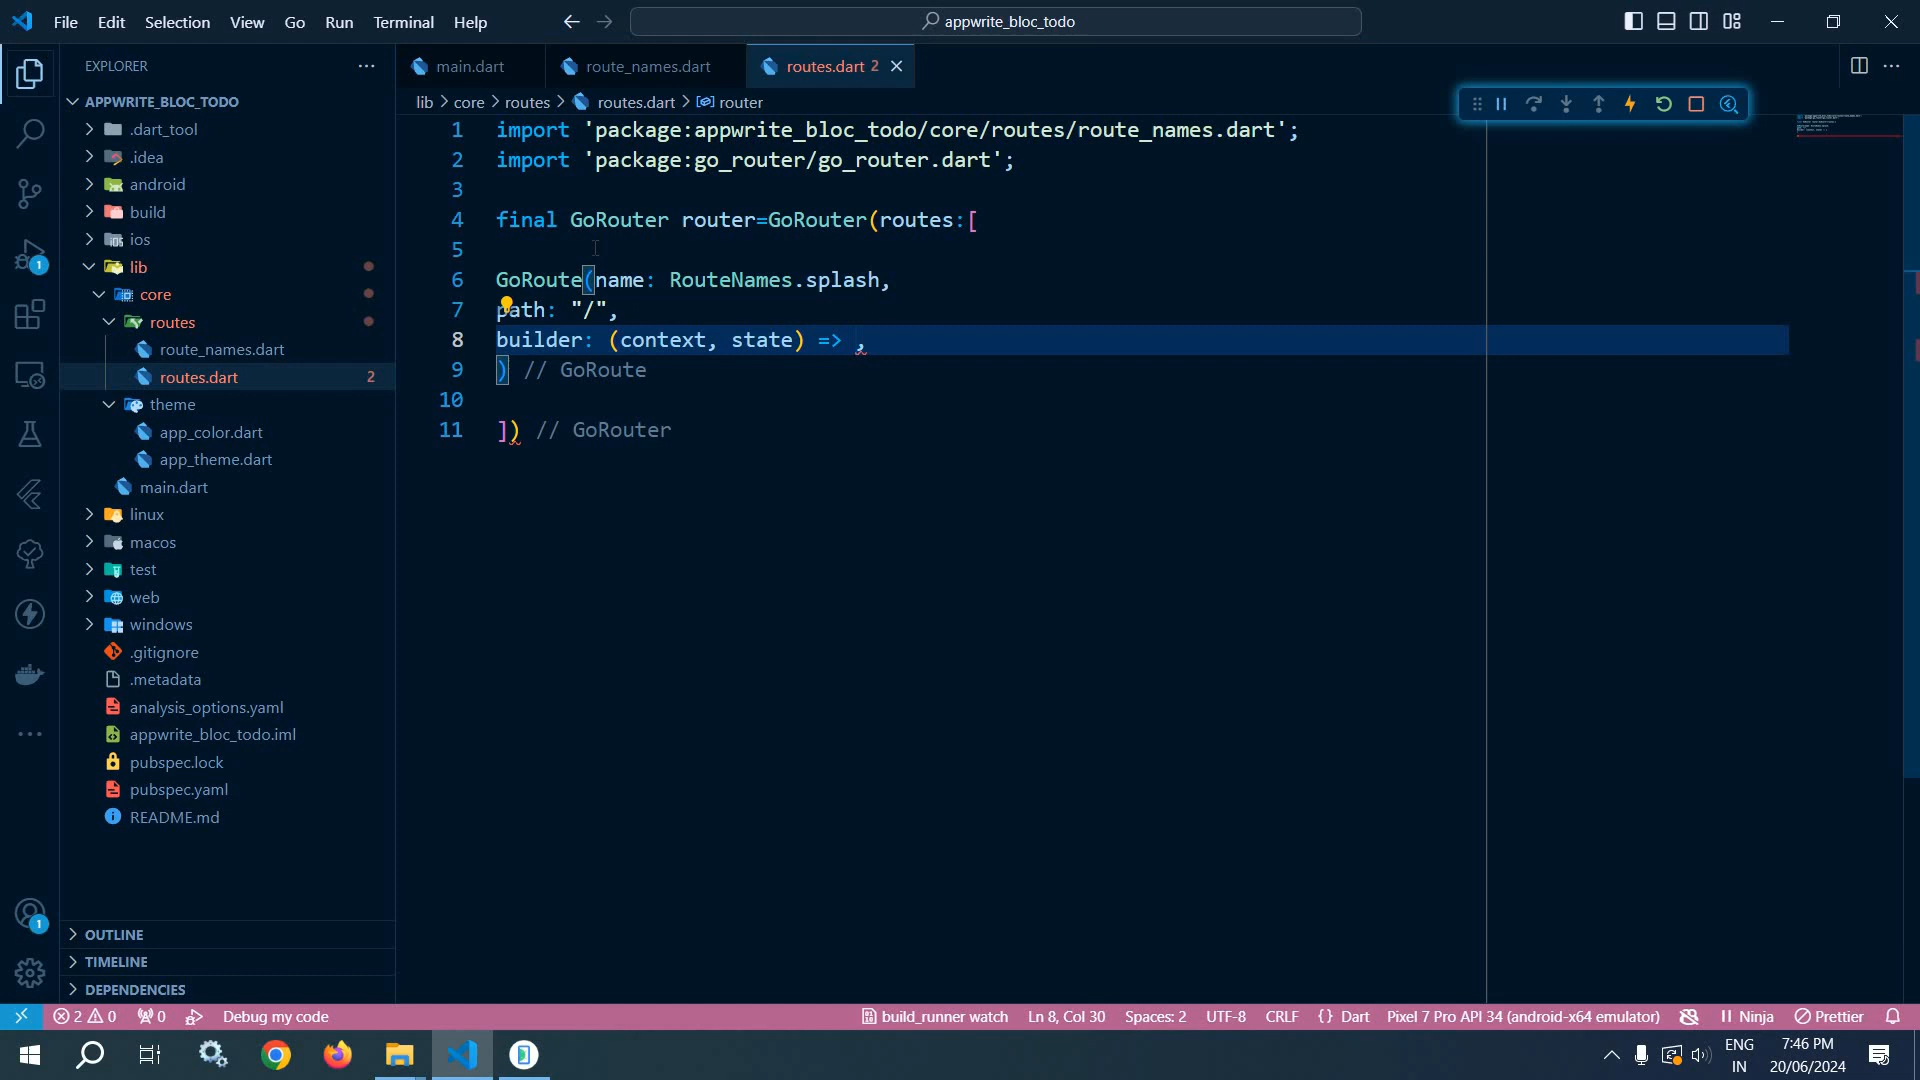 File Edit Selection View Go Run Terminal Help
appwrite_bloc_todo
EXPLORER
APPWRITE_BLOC_TODO
.dart_tool
.idea
android
build
ios
lib
core
routes
route_names.dart
routes.dart 2
theme
app_color.dart
app_theme.dart
main.dart
linux
macos
test
web
windows
.gitignore
.metadata
analysis_options.yaml
appwrite_bloc_todo.iml
pubspec.lock
pubspec.yaml
README.md
OUTLINE
TIMELINE
DEPENDENCIES
1
1
main.dart route_names.dart routes.dart 2
lib > core > routes > routes.dart > router
1 import 'package:appwrite_bloc_todo/core/routes/route_names.dart';
2 import 'package:go_router/go_router.dart';
3
4 final GoRouter router=GoRouter(routes:[
5
6 GoRoute(name: RouteNames.splash,
7 path: "/",
8 builder: (context, state) => ,
9 ) // GoRoute
10
11 ]) // GoRouter
2 0 0 Debug my code build_runner watch Ln 8, Col 30 Spaces: 2 UTF-8 CRLF {} Dart Pixel 7 Pro API 34 (android-x64 emulator) Ninja Prettier
ENG
IN
7:46 PM
20/06/2024